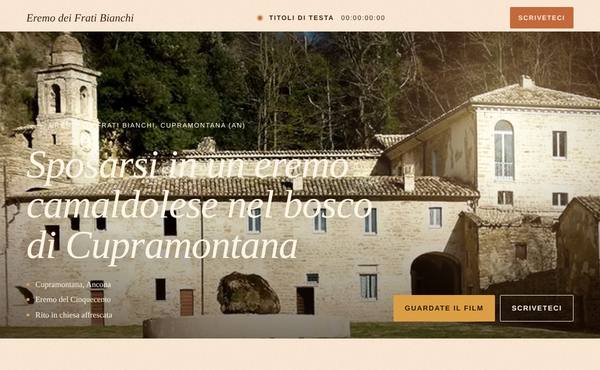 Eremo dei Frati Bianchi
TITOLI DI TESTA 00:00:00:00
SCRIVETECI
FRATI BIANCHI, CUPRAMONTANA (AN)
Sposarsi in un eremo
camaldolese nel bosco
di Cupramontana
Cupramontana, Ancona
Eremo del Cinquecento
Rito in chiesa affrescata
GUARDATE IL FILM
SCRIVETECI